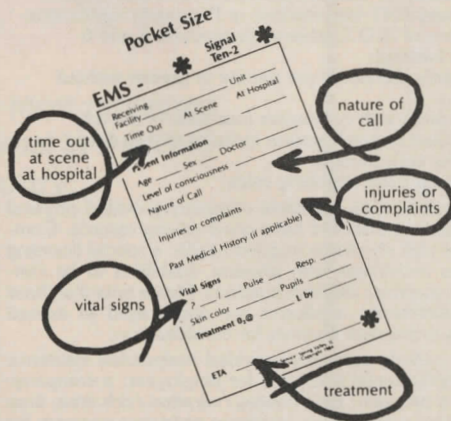 Pocket Size
EMS -
* Signal *
Ten-2
Receiving
Facility Unit
Time Out At Scene At Hospital
Patient Information
Age Sex Doctor
Level of consciousness
Nature of Call
Injuries or complaints
Past Medical History (if applicable)
Vital Signs
? / Pulse Resp.
Skin color Pupils
Treatment O₂@ L by
ETA
*
time out
at scene
at hospital
nature of
call
injuries or
complaints
vital signs
treatment